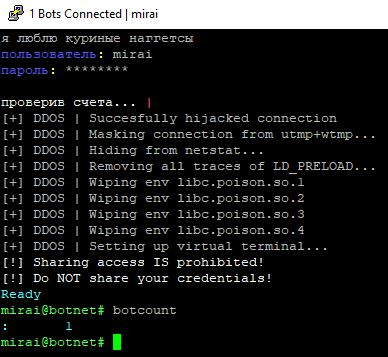 1 Bots Connected | mirai
я люблю куриные наггетсы
пользователь: mirai
пароль: ********
проверив счета... |
[+] DDOS | Succesfully hijacked connection
[+] DDOS | Masking connection from utmp+wtmp...
[+] DDOS | Hiding from netstat...
[+] DDOS | Removing all traces of LD_PRELOAD...
[+] DDOS | Wiping env libc.poison.so.1
[+] DDOS | Wiping env libc.poison.so.2
[+] DDOS | Wiping env libc.poison.so.3
[+] DDOS | Wiping env libc.poison.so.4
[+] DDOS | Setting up virtual terminal...
[!] Sharing access IS prohibited!
[!] Do NOT share your credentials!
Ready
mirai@botnet# botcount
:       1
mirai@botnet#